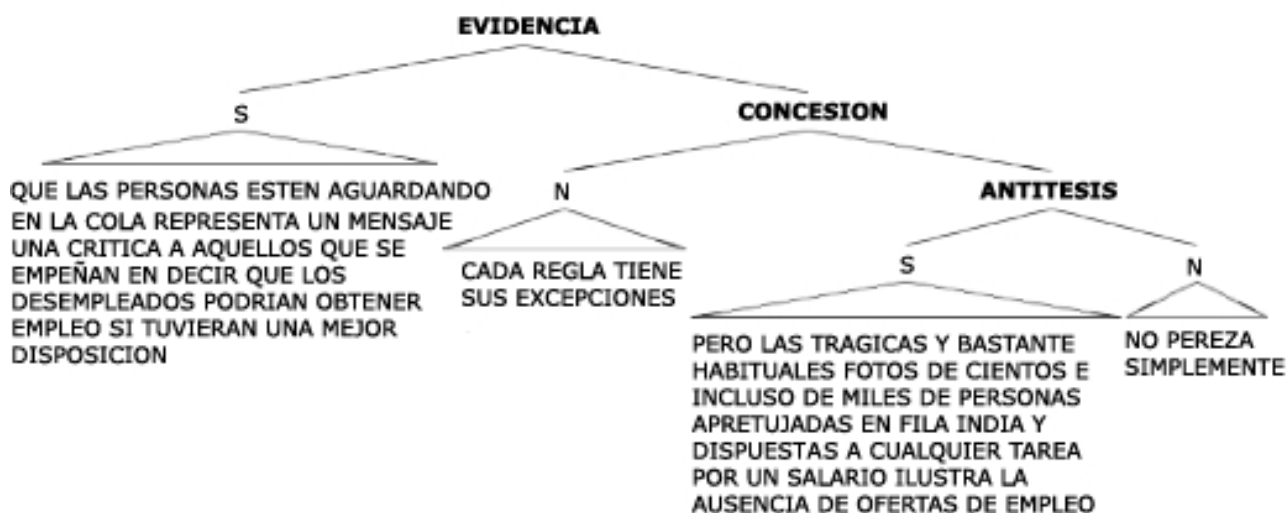 EVIDENCIA
S
CONCESION
QUE LAS PERSONAS ESTEN AGUARDANDO
EN LA COLA REPRESENTA UN MENSAJE
UNA CRITICA A AQUELLOS QUE SE
EMPEÑAN EN DECIR QUE LOS
DESEMPLEADOS PODRIAN OBTENER
EMPLEO SI TUVIERAN UNA MEJOR
DISPOSICION
N
ANTITESIS
CADA REGLA TIENE
SUS EXCEPCIONES
S
N
PERO LAS TRAGICAS Y BASTANTE
HABITUALES FOTOS DE CIENTOS E
INCLUSO DE MILES DE PERSONAS
APRETUJADAS EN FILA INDIA Y
DISPUESTAS A CUALQUIER TAREA
POR UN SALARIO ILUSTRA LA
AUSENCIA DE OFERTAS DE EMPLEO
NO PEREZA
SIMPLEMENTE